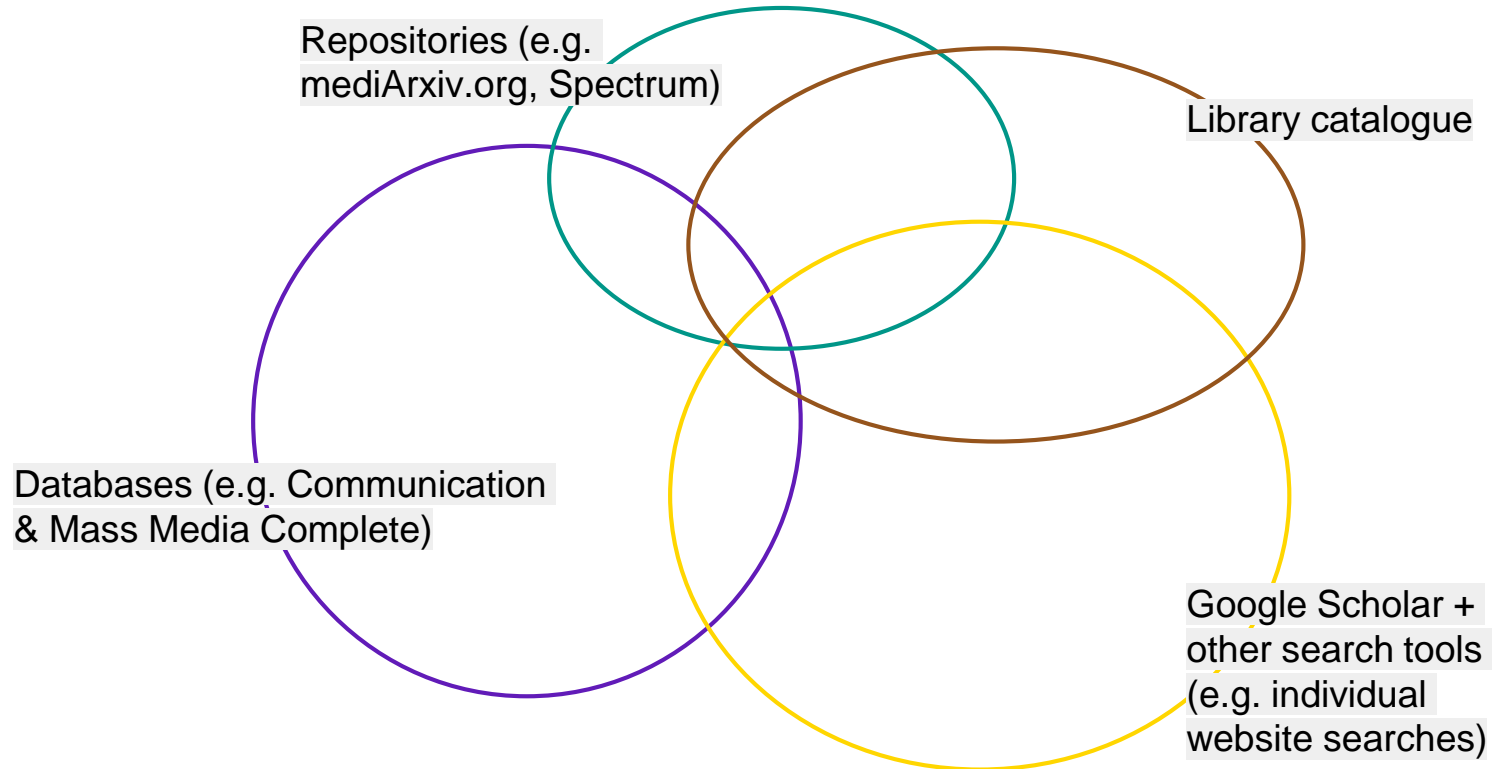 Repositories (e.g.
mediArxiv.org, Spectrum)
Library catalogue
Databases (e.g. Communication
& Mass Media Complete)
Google Scholar +
other search tools
(e.g. individual
website searches)